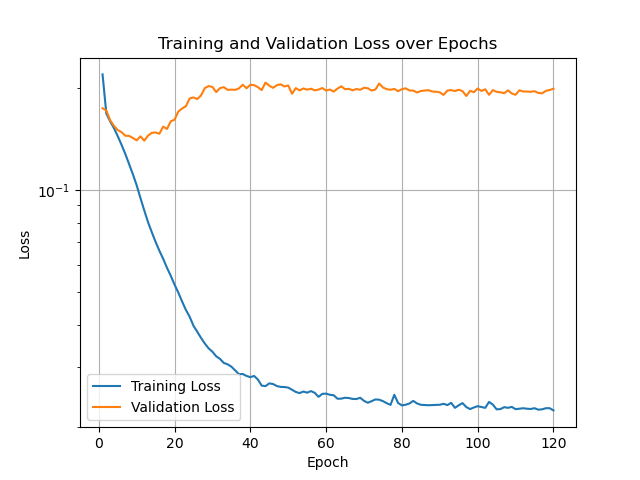 Training and Validation Loss over Epochs
10⁻¹
Loss
Training Loss
Validation Loss
0 20 40 60 80 100 120
Epoch